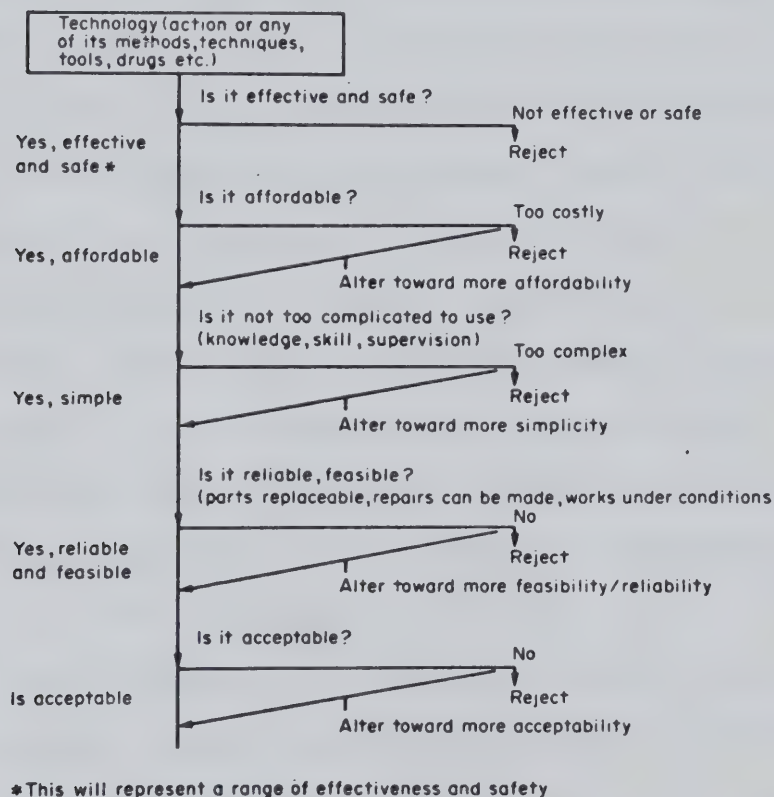 Technology (action or any
of its methods, techniques,
tools, drugs etc.)
Is it effective and safe ?
Not effective or safe
Yes, effective
and safe *
Reject
Is it affordable ?
Too costly
Yes, affordable
Reject
Alter toward more affordability
Is it not too complicated to use ?
(knowledge, skill, supervision)
Too complex
Yes, simple
Reject
Alter toward more simplicity
Is it reliable, feasible ?
(parts replaceable, repairs can be made, works under conditions
No
Yes, reliable
and feasible
Reject
Alter toward more feasibility/reliability
Is it acceptable?
No
Is acceptable
Reject
Alter toward more acceptability
*This will represent a range of effectiveness and safety